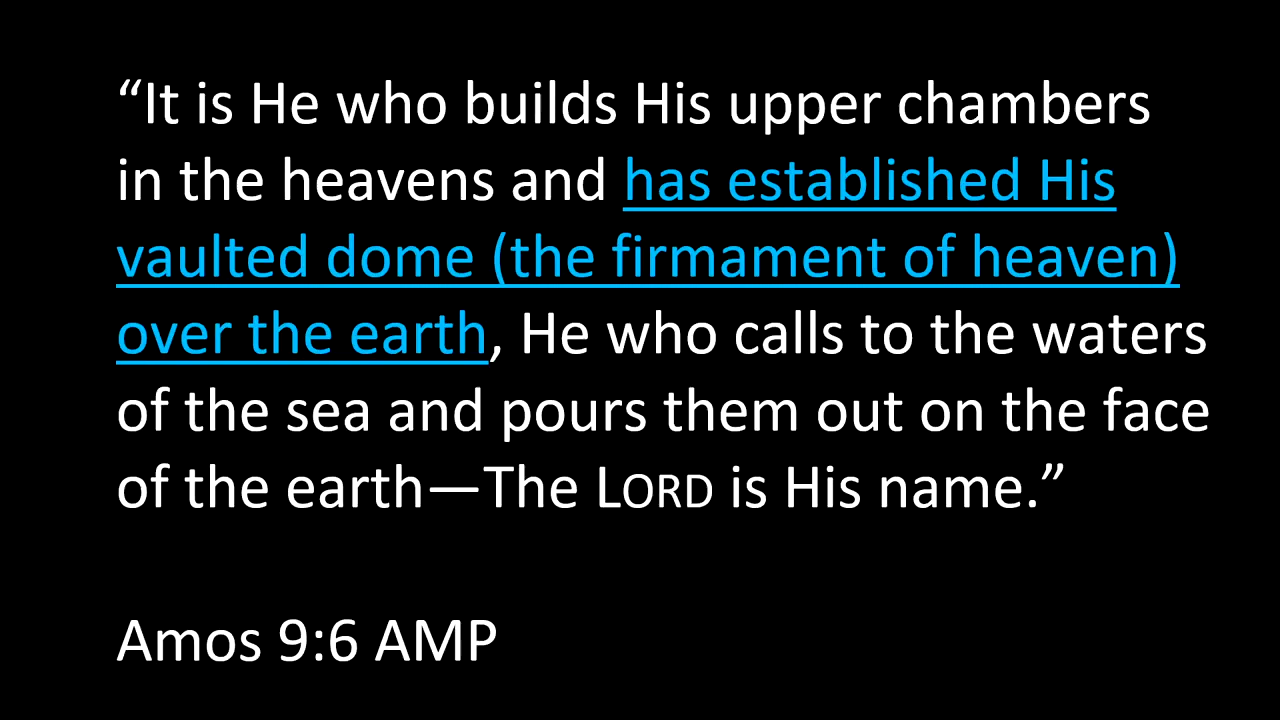 “It is He who builds His upper chambers
in the heavens and has established His
vaulted dome (the firmament of heaven)
over the earth, He who calls to the waters
of the sea and pours them out on the face
of the earth—The LORD is His name.”
Amos 9:6 AMP